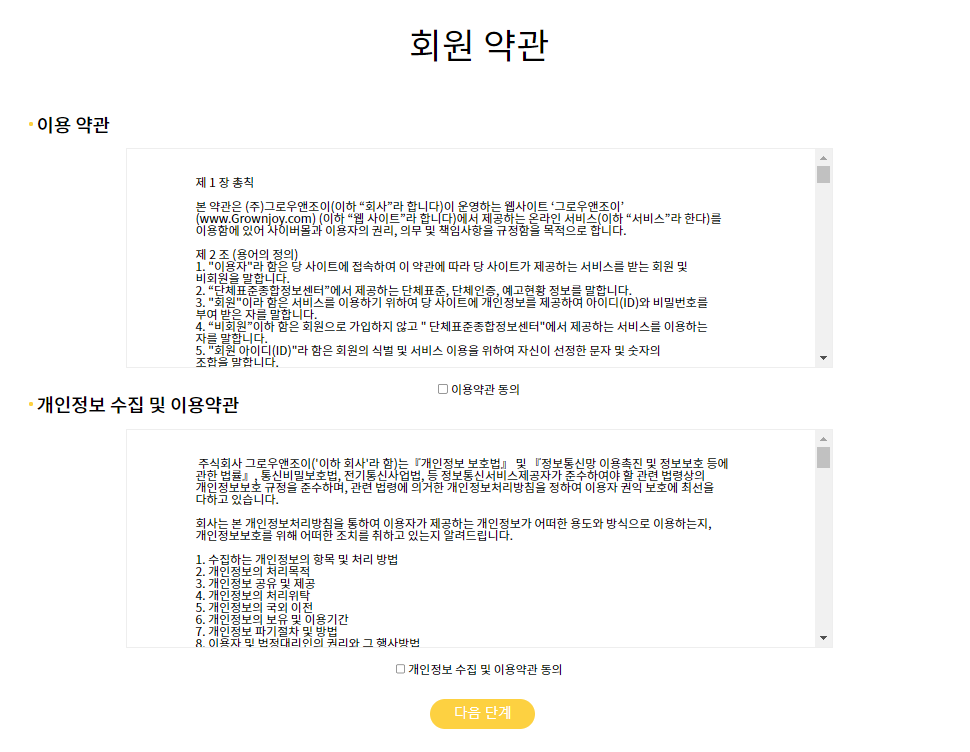 회원 약관
이용 약관
제 1 장 총칙
본 약관은 (주)그로우앤조이(이하 “회사”라 합니다)이 운영하는 웹사이트 ‘그로우앤조이’
(www.Grownjoy.com) (이하 “웹 사이트”라 합니다)에서 제공하는 온라인 서비스(이하 “서비스”라 한다)를
이용함에 있어 사이버몰과 이용자의 권리, 의무 및 책임사항을 규정함을 목적으로 합니다.
제 2 조 (용어의 정의)
1. "이용자"라 함은 당 사이트에 접속하여 이 약관에 따라 당 사이트가 제공하는 서비스를 받는 회원 및
비회원을 말합니다.
2. “단체표준종합정보센터”에서 제공하는 단체표준, 단체인증, 예고현황 정보를 말합니다.
3. "회원"이라 함은 서비스를 이용하기 위하여 당 사이트에 개인정보를 제공하여 아이디(ID)와 비밀번호를
부여 받은 자를 말합니다.
4. “비회원”이하 함은 회원으로 가입하지 않고 " 단체표준종합정보센터"에서 제공하는 서비스를 이용하는
자를 말합니다.
5. "회원 아이디(ID)"라 함은 회원의 식별 및 서비스 이용을 위하여 자신이 선정한 문자 및 숫자의
조합을 말합니다.
이용약관 동의
개인정보 수집 및 이용약관
주식회사 그로우앤조이('이하 회사'라 함)는『개인정보 보호법』 및 『정보통신망 이용촉진 및 정보보호 등에
관한 법률』, 통신비밀보호법, 전기통신사업법, 등 정보통신서비스제공자가 준수하여야 할 관련 법령상의
개인정보보호 규정을 준수하며, 관련 법령에 의거한 개인정보처리방침을 정하여 이용자 권익 보호에 최선을
다하고 있습니다.
회사는 본 개인정보처리방침을 통하여 이용자가 제공하는 개인정보가 어떠한 용도와 방식으로 이용하는지,
개인정보보호를 위해 어떠한 조치를 취하고 있는지 알려드립니다.
1. 수집하는 개인정보의 항목 및 처리 방법
2. 개인정보의 처리목적
3. 개인정보 공유 및 제공
4. 개인정보의 처리위탁
5. 개인정보의 국외 이전
6. 개인정보의 보유 및 이용기간
7. 개인정보 파기절차 및 방법
8. 이용자 및 법정대리인의 권리와 그 행사방법
개인정보 수집 및 이용약관 동의
다음 단계